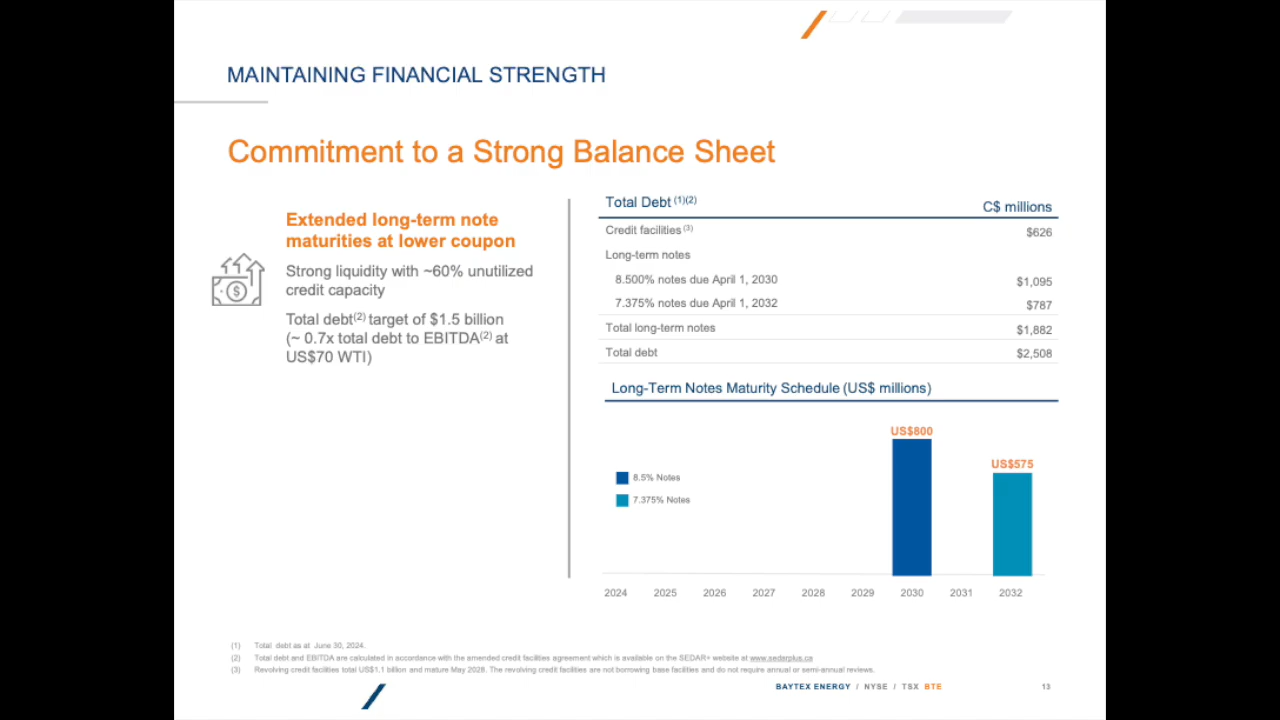 MAINTAINING FINANCIAL STRENGTH
Commitment to a Strong Balance Sheet
Extended long-term note
maturities at lower coupon
Strong liquidity with ~60% unutilized
credit capacity
Total debt(2) target of $1.5 billion
(~ 0.7x total debt to EBITDA(2) at
US$70 WTI)
Total Debt (1)(2) C$ millions
Credit facilities (3) $626
Long-term notes
8.500% notes due April 1, 2030 $1,095
7.375% notes due April 1, 2032 $787
Total long-term notes $1,882
Total debt $2,508
Long-Term Notes Maturity Schedule (US$ millions)
US$800
US$575
8.5% Notes
7.375% Notes
2024 2025 2026 2027 2028 2029 2030 2031 2032
(1) Total debt as at June 30, 2024.
(2) Total debt and EBITDA are calculated in accordance with the amended credit facilities agreement which is available on the SEDAR+ website at www.sedarplus.ca
(3) Revolving credit facilities total US$1.1 billion and mature May 2028. The revolving credit facilities are not borrowing base facilities and do not require annual or semi-annual reviews.
BAYTEX ENERGY / NYSE / TSX BTE 13